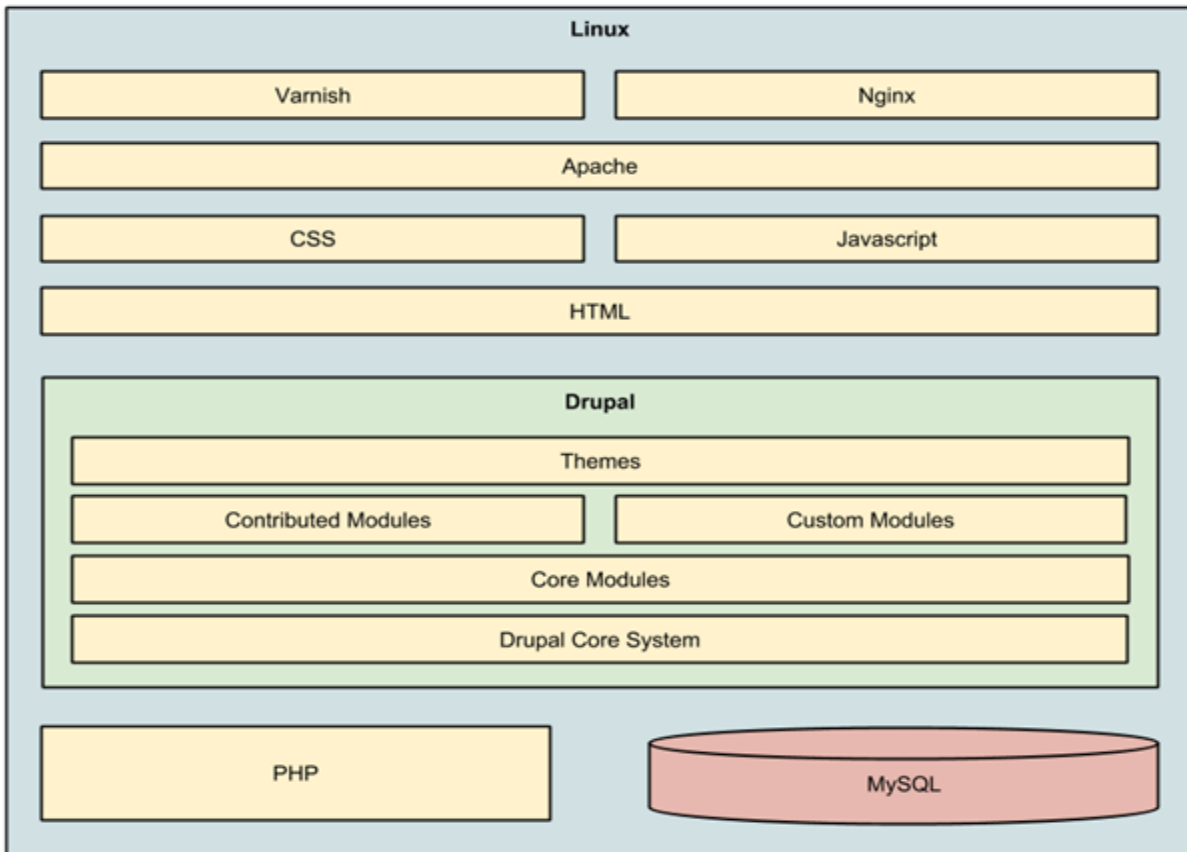 Linux
Varnish
Nginx
Apache
CSS
Javascript
HTML
Drupal
Themes
Contributed Modules
Custom Modules
Core Modules
Drupal Core System
PHP
MySQL